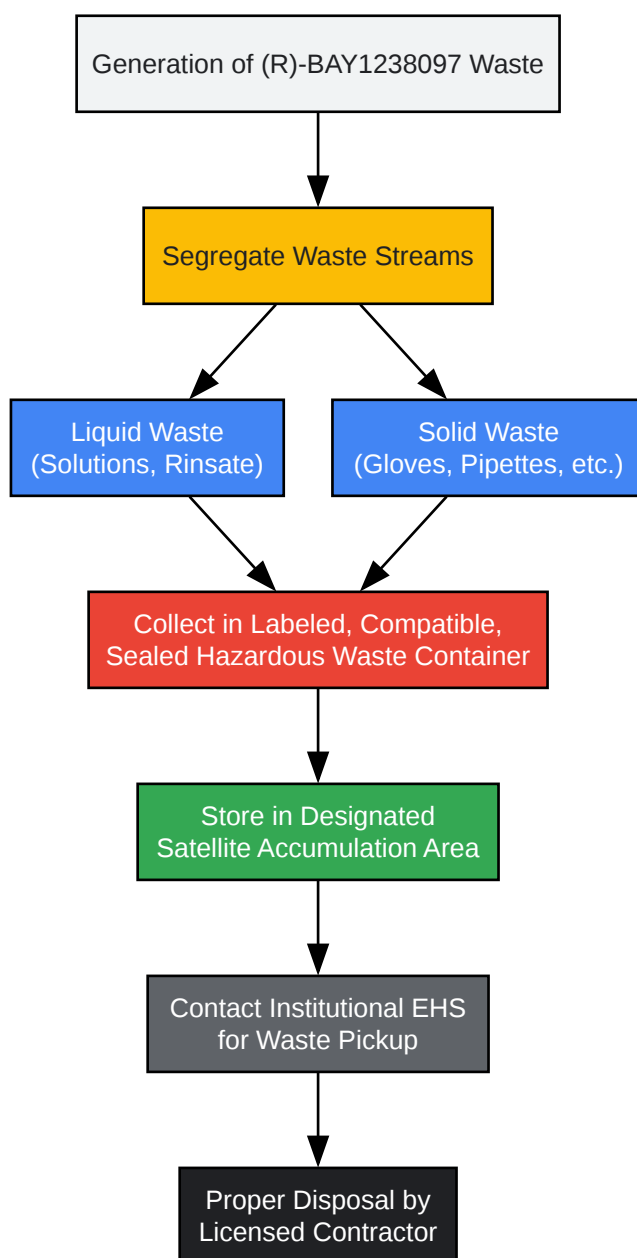 Generation of (R)-BAY1238097 Waste
Segregate Waste Streams
Liquid Waste
(Solutions, Rinsate)
Solid Waste
(Gloves, Pipettes, etc.)
Collect in Labeled, Compatible,
Sealed Hazardous Waste Container
Store in Designated
Satellite Accumulation Area
Contact Institutional EHS
for Waste Pickup
Proper Disposal by
Licensed Contractor